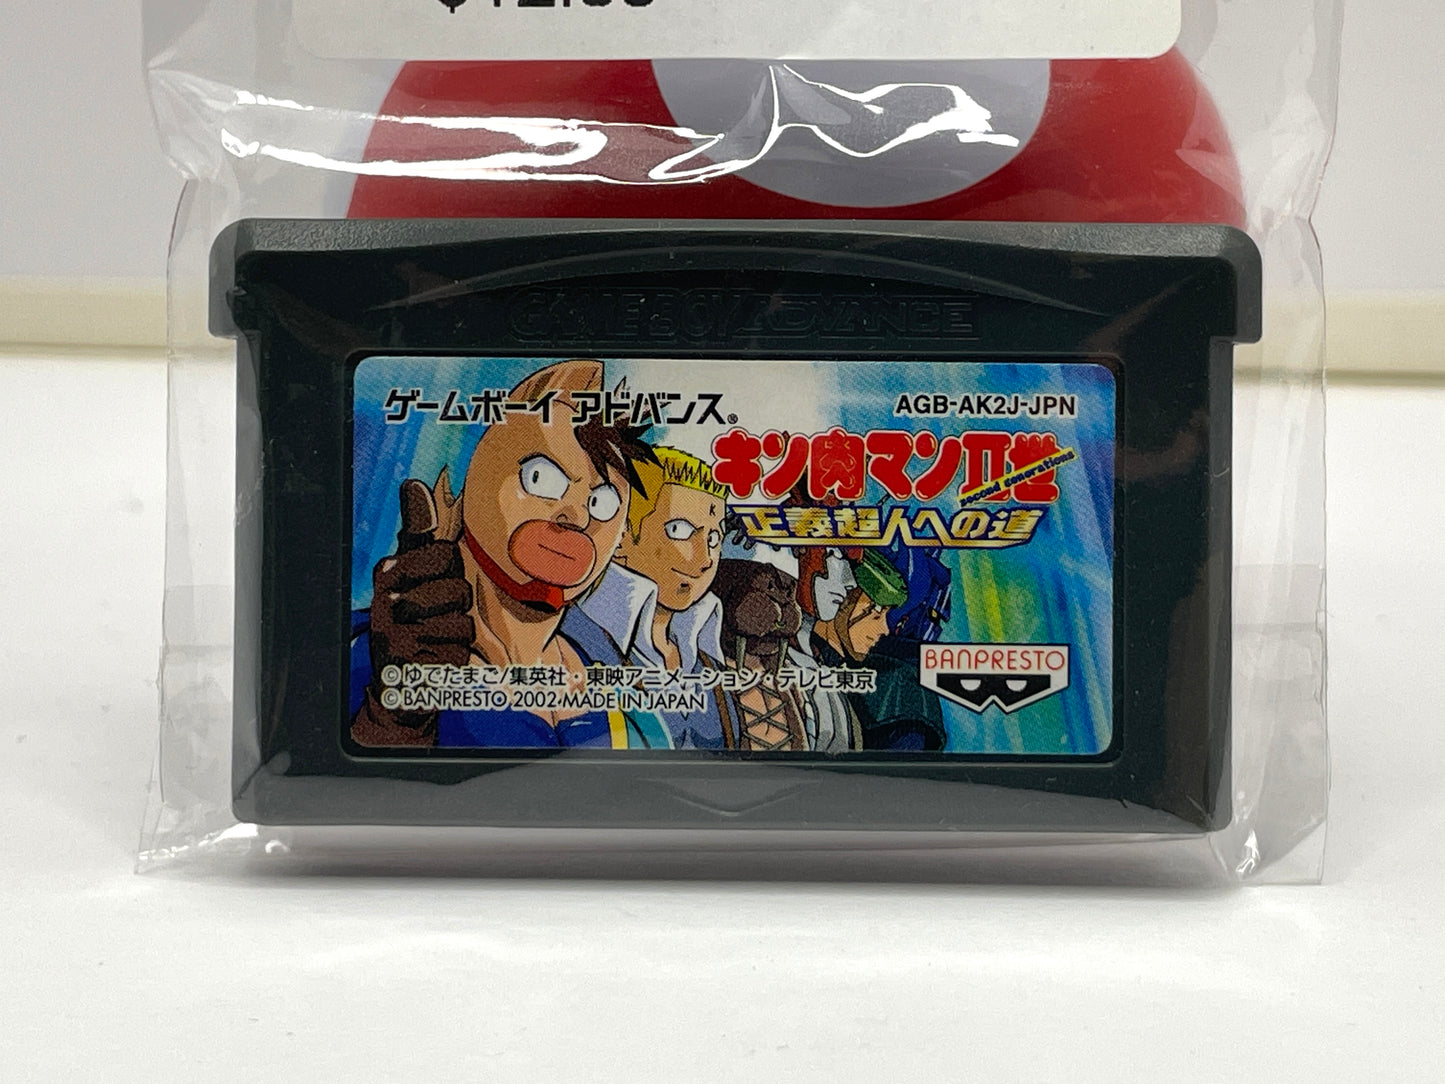 GAME BOY ADVANCE
ゲームボーイ アドバンス®
AGB-AK2J-JPN
キン肉マンⅡ世
second generations
正義超人への道
K
BANPRESTO
©ゆでたまご/集英社・東映アニメーション・テレビ東京
©BANPRESTO 2002 MADE IN JAPAN